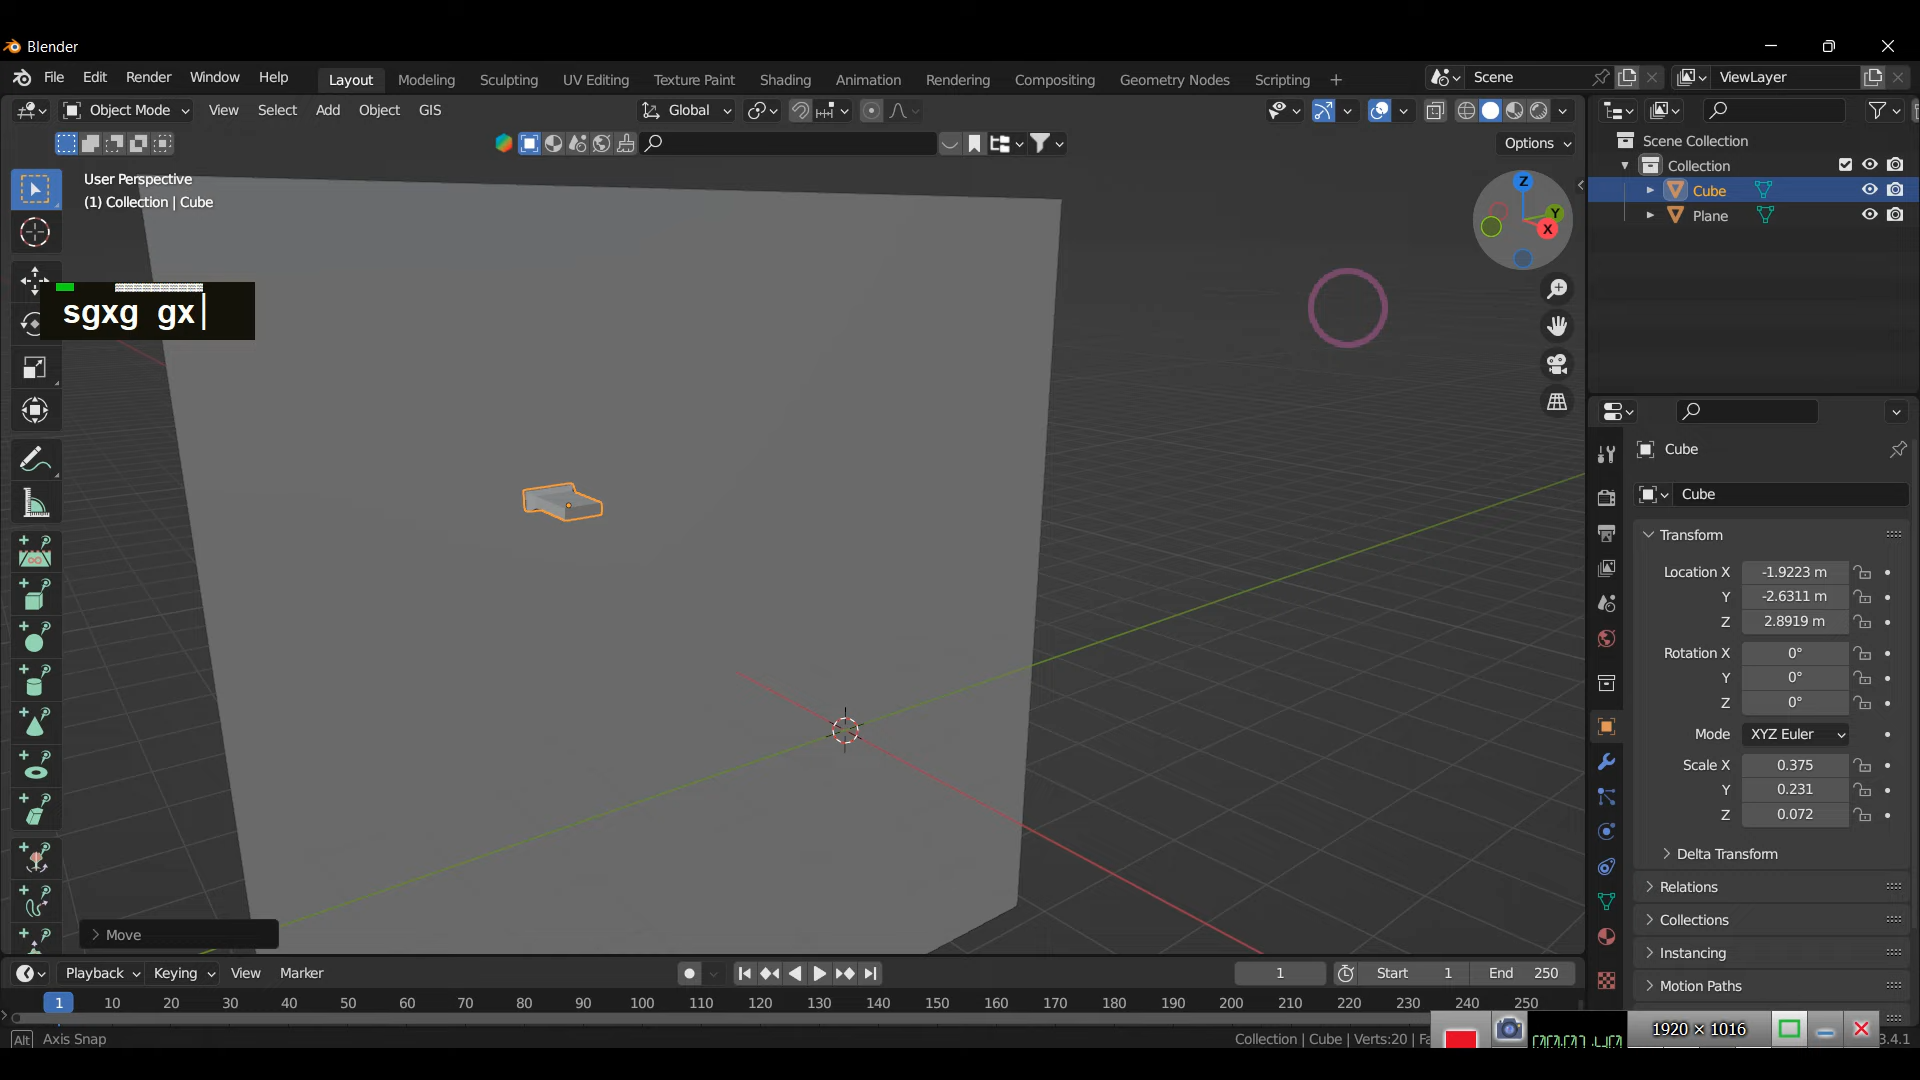 Blender
File Edit Render Window Help
Layout Modeling Sculpting UV Editing Texture Paint Shading Animation Rendering Compositing Geometry Nodes Scripting +
Scene
ViewLayer
Object Mode View Select Add Object GIS
Global
Options
Scene Collection
Collection
Cube
Plane
User Perspective
(1) Collection | Cube
Z
Y
X
sgxg gx
Cube
Cube
Transform
Location X -1.9223 m
Y -2.6311 m
Z 2.8919 m
Rotation X 0°
Y 0°
Z 0°
Mode XYZ Euler
Scale X 0.375
Y 0.231
Z 0.072
Delta Transform
Relations
Collections
Instancing
Motion Paths
Move
Playback Keying View Marker
1 Start 1 End 250
1 10 20 30 40 50 60 70 80 90 100 110 120 130 140 150 160 170 180 190 200 210 220 230 240 250
Alt Axis Snap
Collection | Cube | Verts:20 |
1920 × 1016
3.4.1